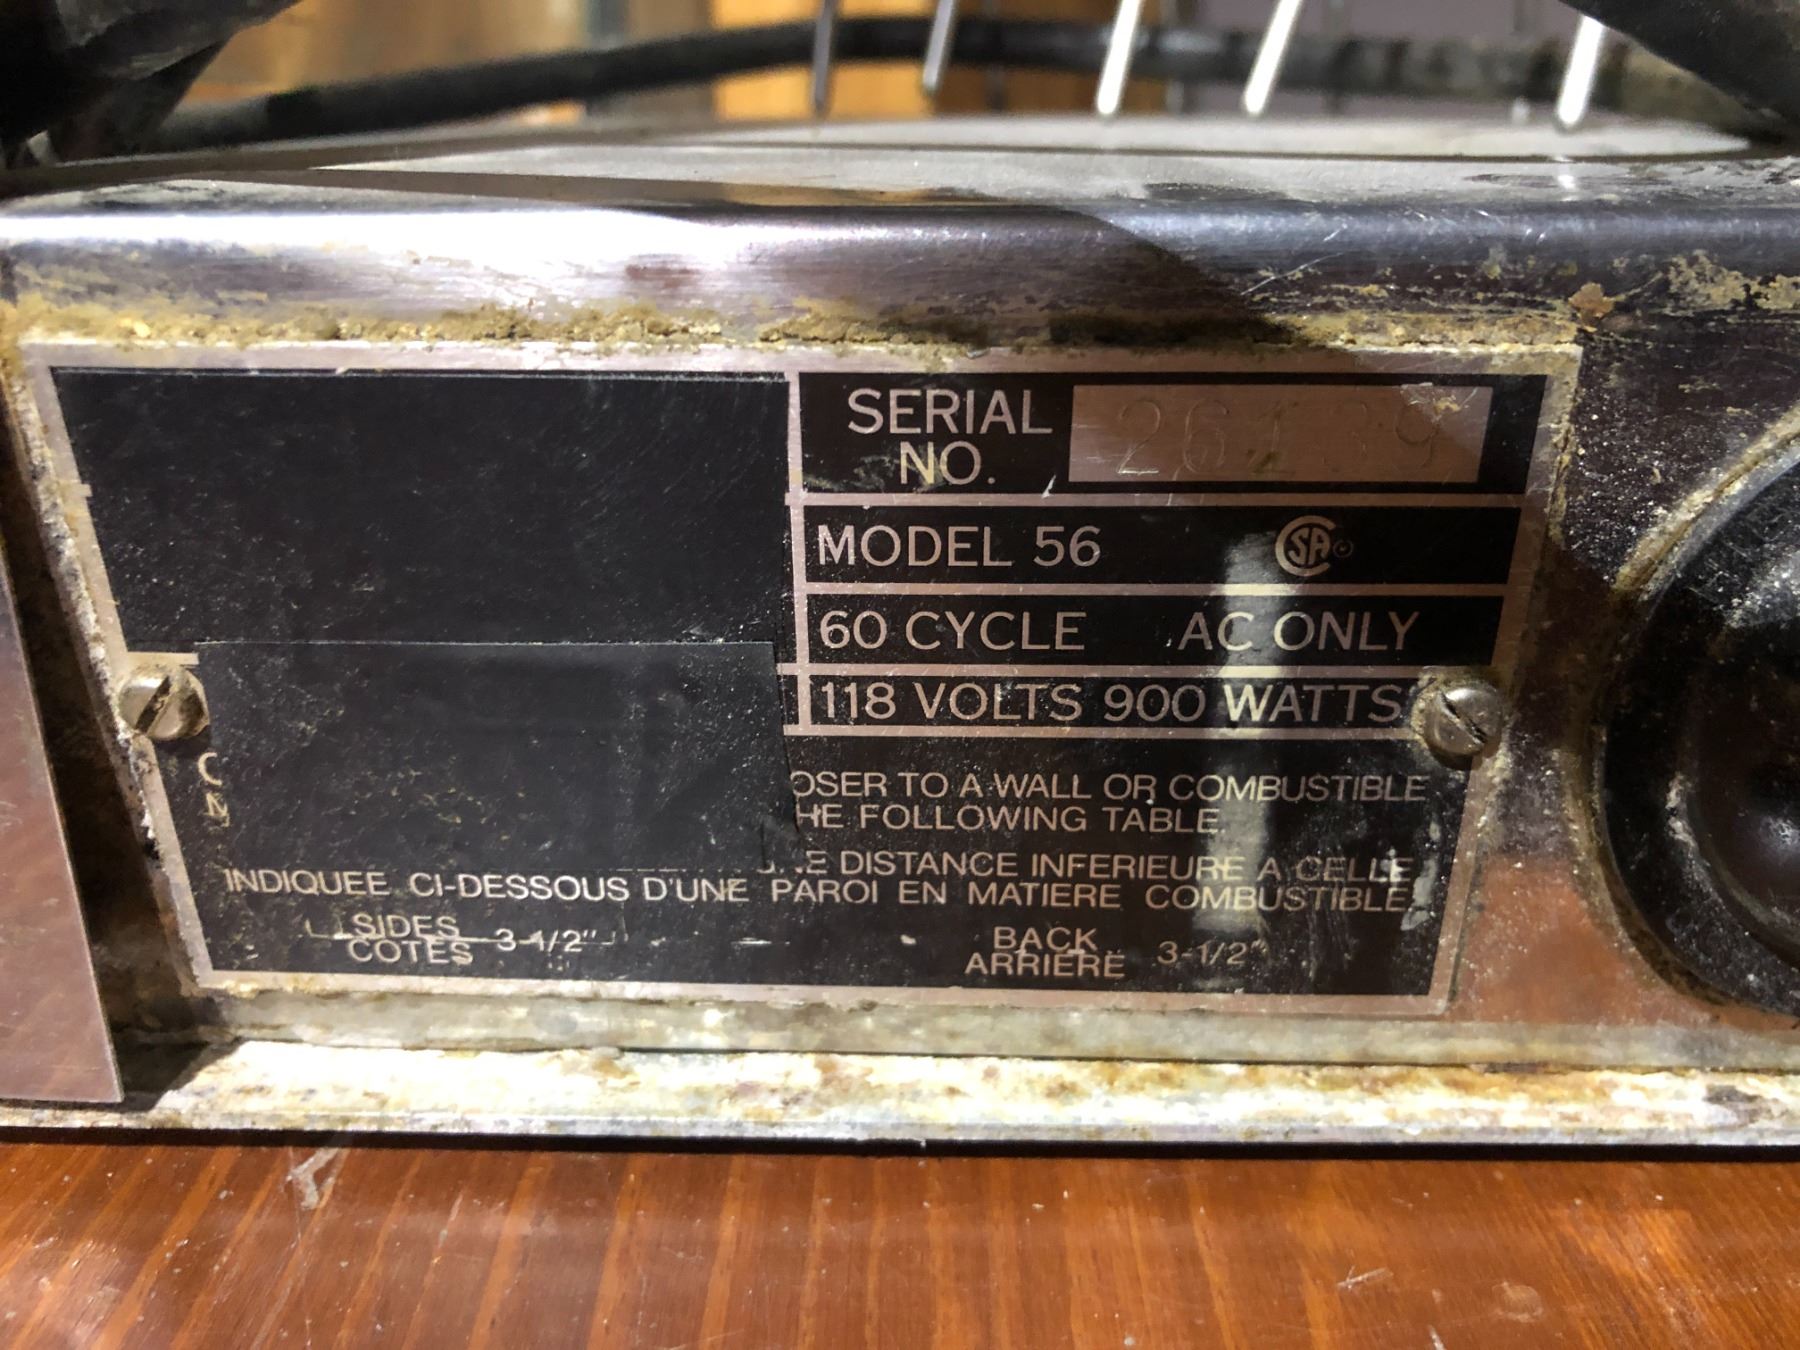 SERIAL NO. 26139
MODEL 56 CSA
60 CYCLE AC ONLY
118 VOLTS 900 WATTS
TO A WALL OR COMBUSTIBLE
FOLLOWING TABLE.
DISTANCE INFERIEURE A CELLE
INDIQUEE CI-DESSOUS D'UNE PAROI EN MATIERE COMBUSTIBLE.
SIDES BACK
COTES 3-1/2" ARRIERE 3-1/2"